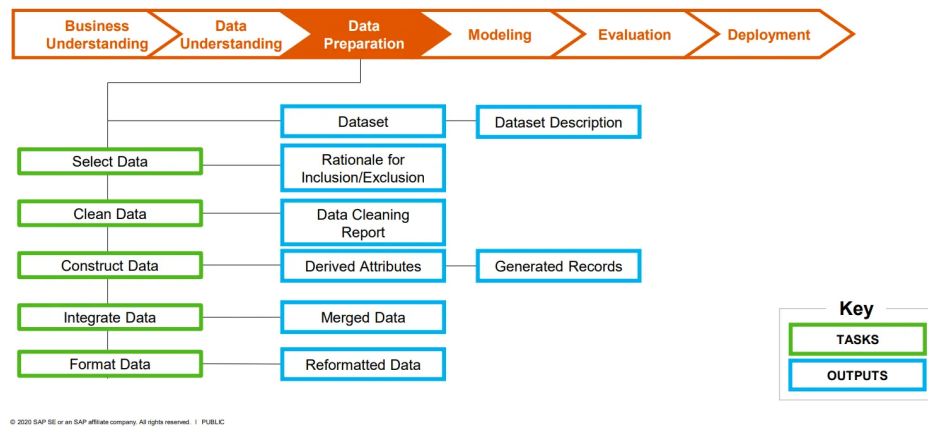 Business
Understanding
Data
Understanding
Data
Preparation
Modeling
Evaluation
Deployment
Dataset
Dataset Description
Select Data
Rationale for
Inclusion/Exclusion
Clean Data
Data Cleaning
Report
Construct Data
Derived Attributes
Generated Records
Integrate Data
Merged Data
Format Data
Reformatted Data
Key
TASKS
OUTPUTS
© 2020 SAP SE or an SAP affiliate company. All rights reserved. I PUBLIC